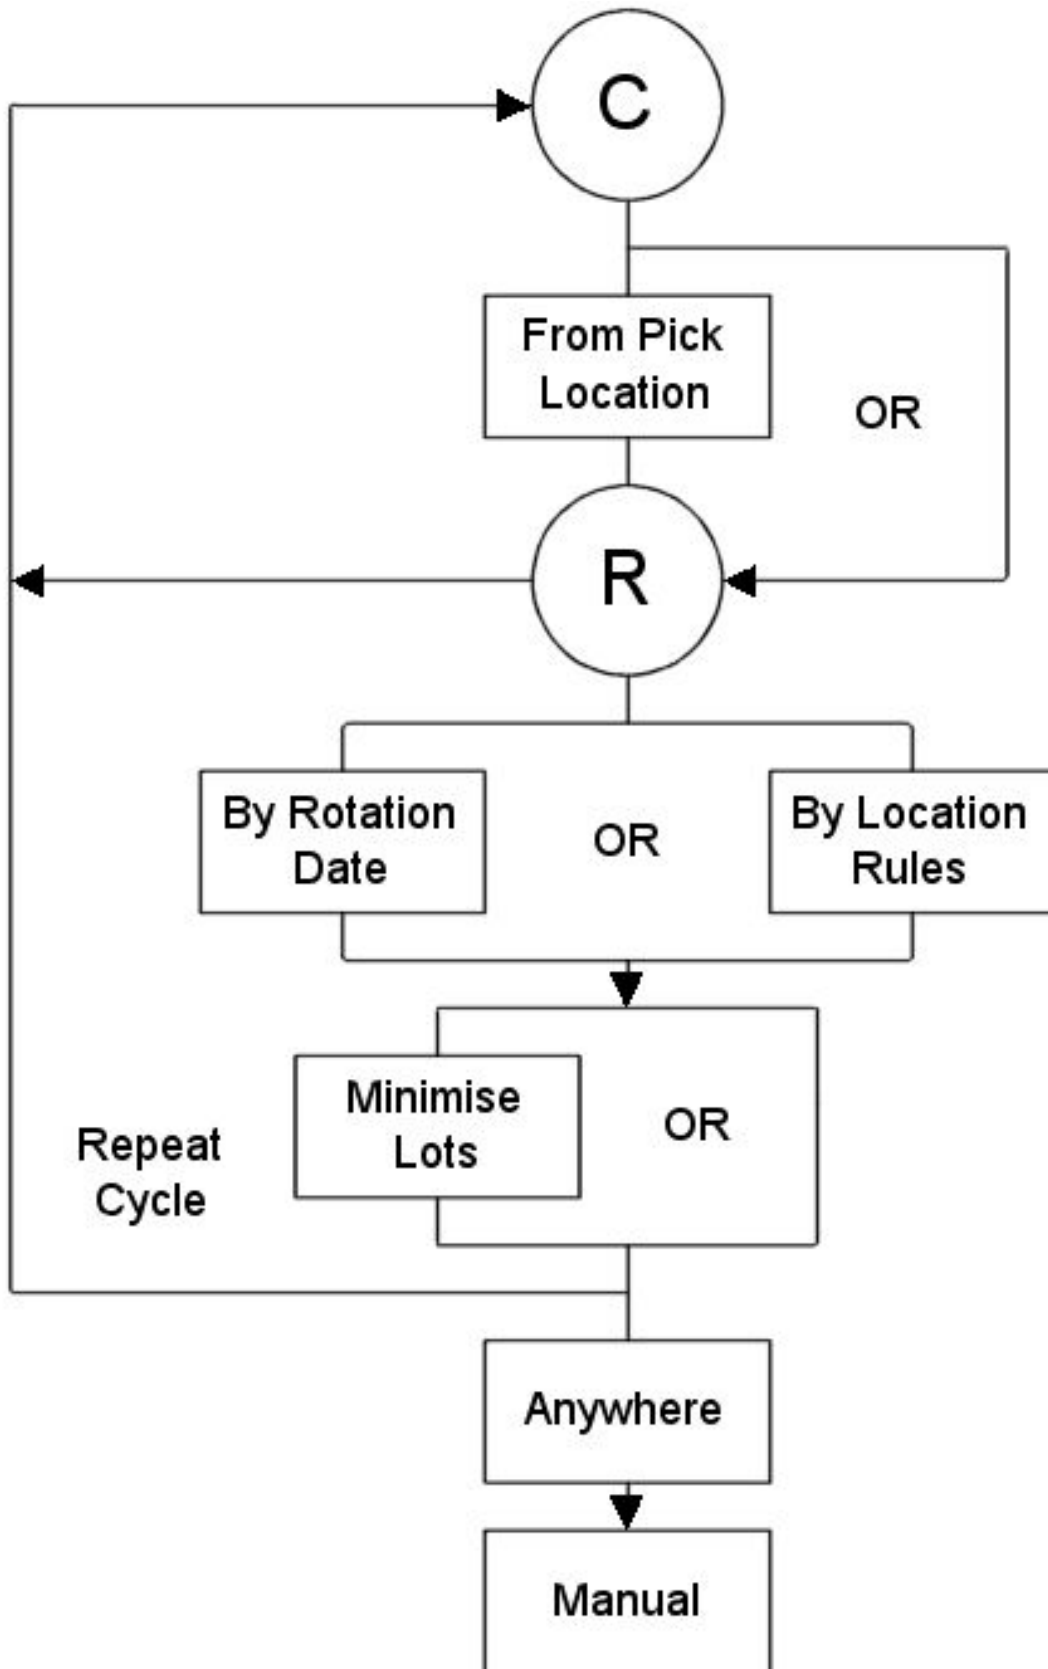 C
From Pick
Location
OR
R
By Rotation
Date
OR
By Location
Rules
Minimise
Lots
OR
Repeat
Cycle
Anywhere
Manual